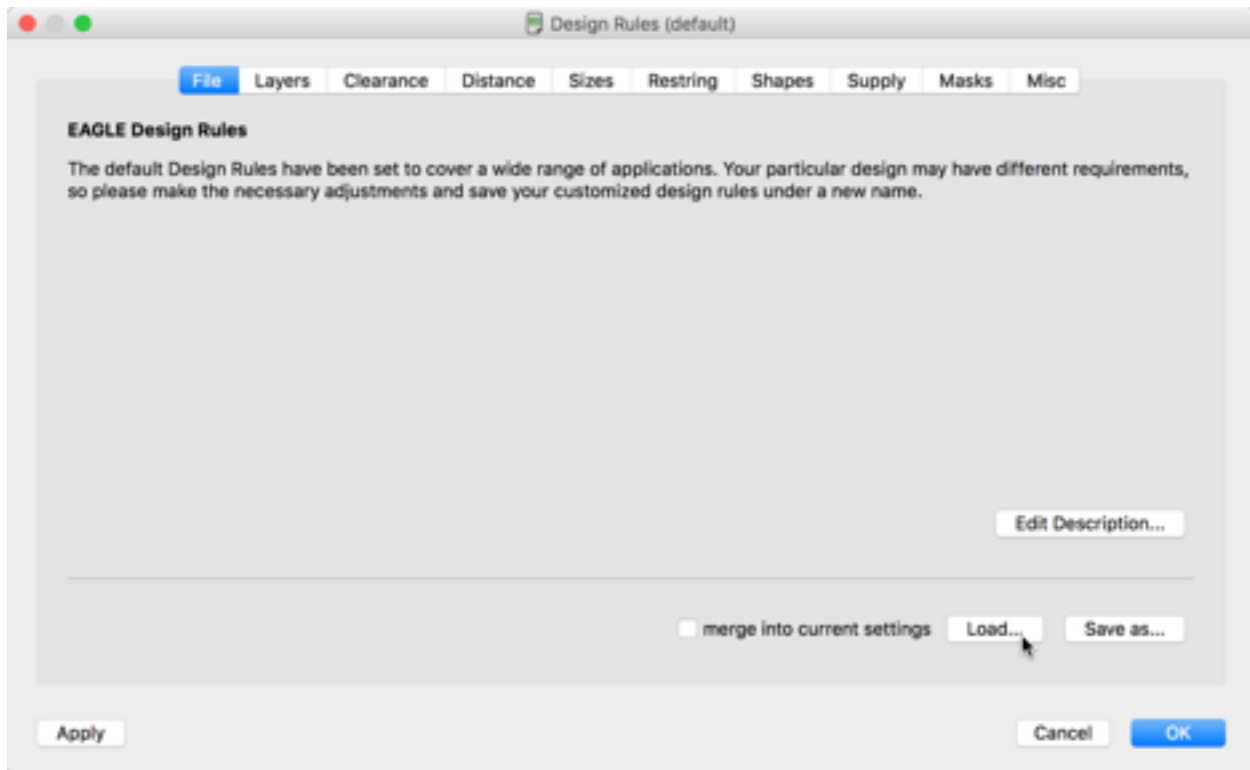 Design Rules (default)
File Layers Clearance Distance Sizes Restring Shapes Supply Masks Misc
EAGLE Design Rules
The default Design Rules have been set to cover a wide range of applications. Your particular design may have different requirements,
so please make the necessary adjustments and save your customized design rules under a new name.
Edit Description...
merge into current settings Load... Save as...
Apply Cancel OK